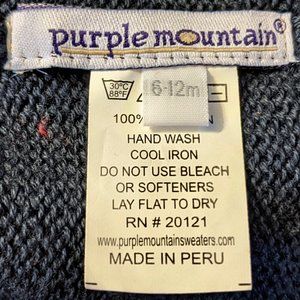 purple mountain®
30°C
88°F
6-12m
100%
HAND WASH
COOL IRON
DO NOT USE BLEACH
OR SOFTENERS
LAY FLAT TO DRY
RN # 20121
www.purplemountainsweaters.com
MADE IN PERU